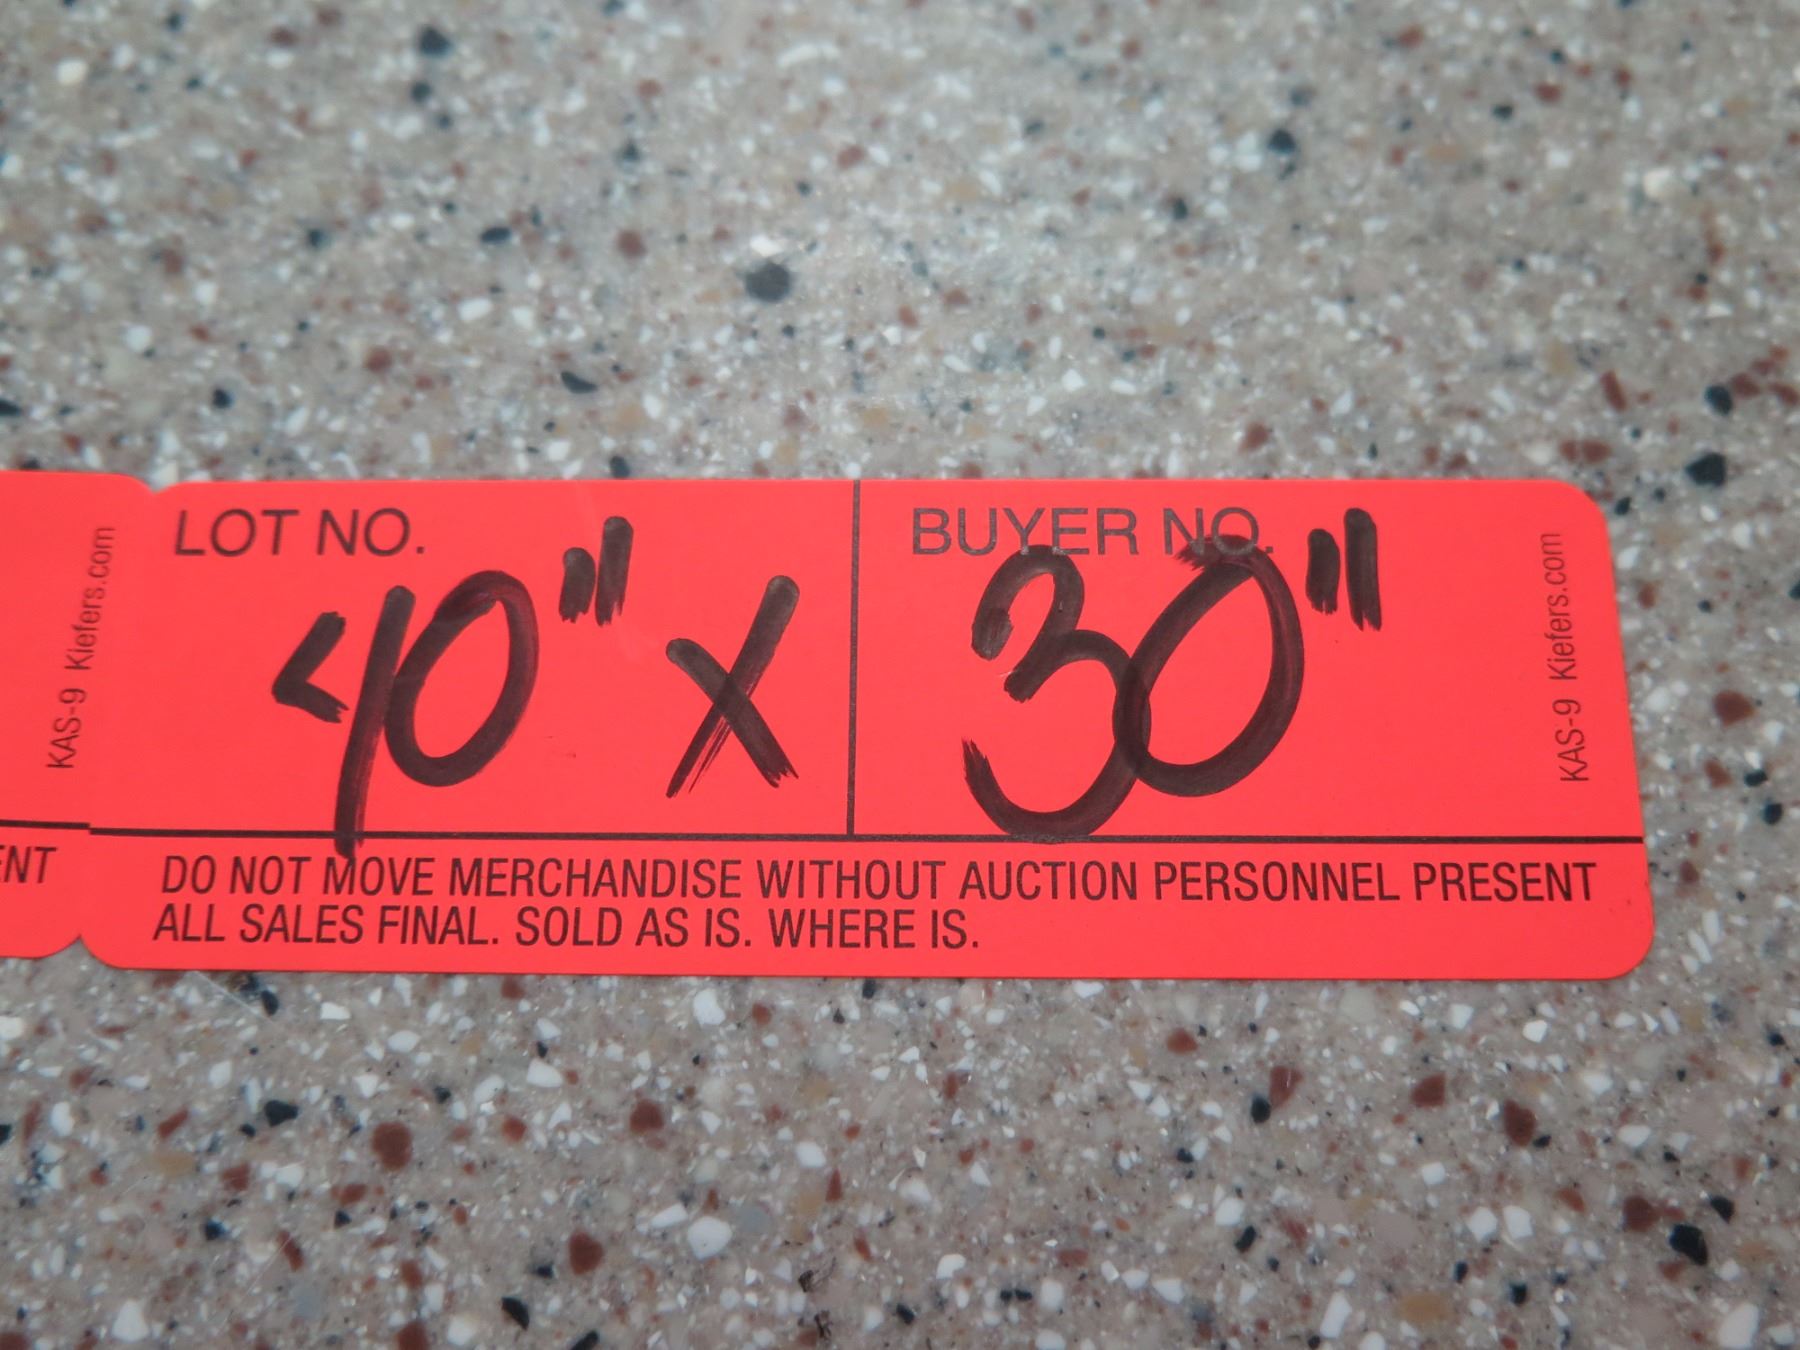 KAS-9 Kiefers.com
ENT
LOT NO.
40" X
BUYER NO.
30"
KAS-9 Kiefers.com
DO NOT MOVE MERCHANDISE WITHOUT AUCTION PERSONNEL PRESENT
ALL SALES FINAL. SOLD AS IS. WHERE IS.